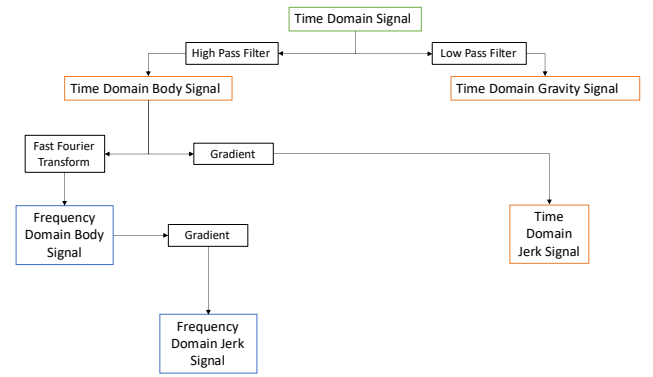 Time Domain Signal
High Pass Filter
Low Pass Filter
Time Domain Body Signal
Time Domain Gravity Signal
Fast Fourier
Transform
Gradient
Frequency
Domain Body
Signal
Gradient
Time
Domain
Jerk Signal
Frequency
Domain Jerk
Signal